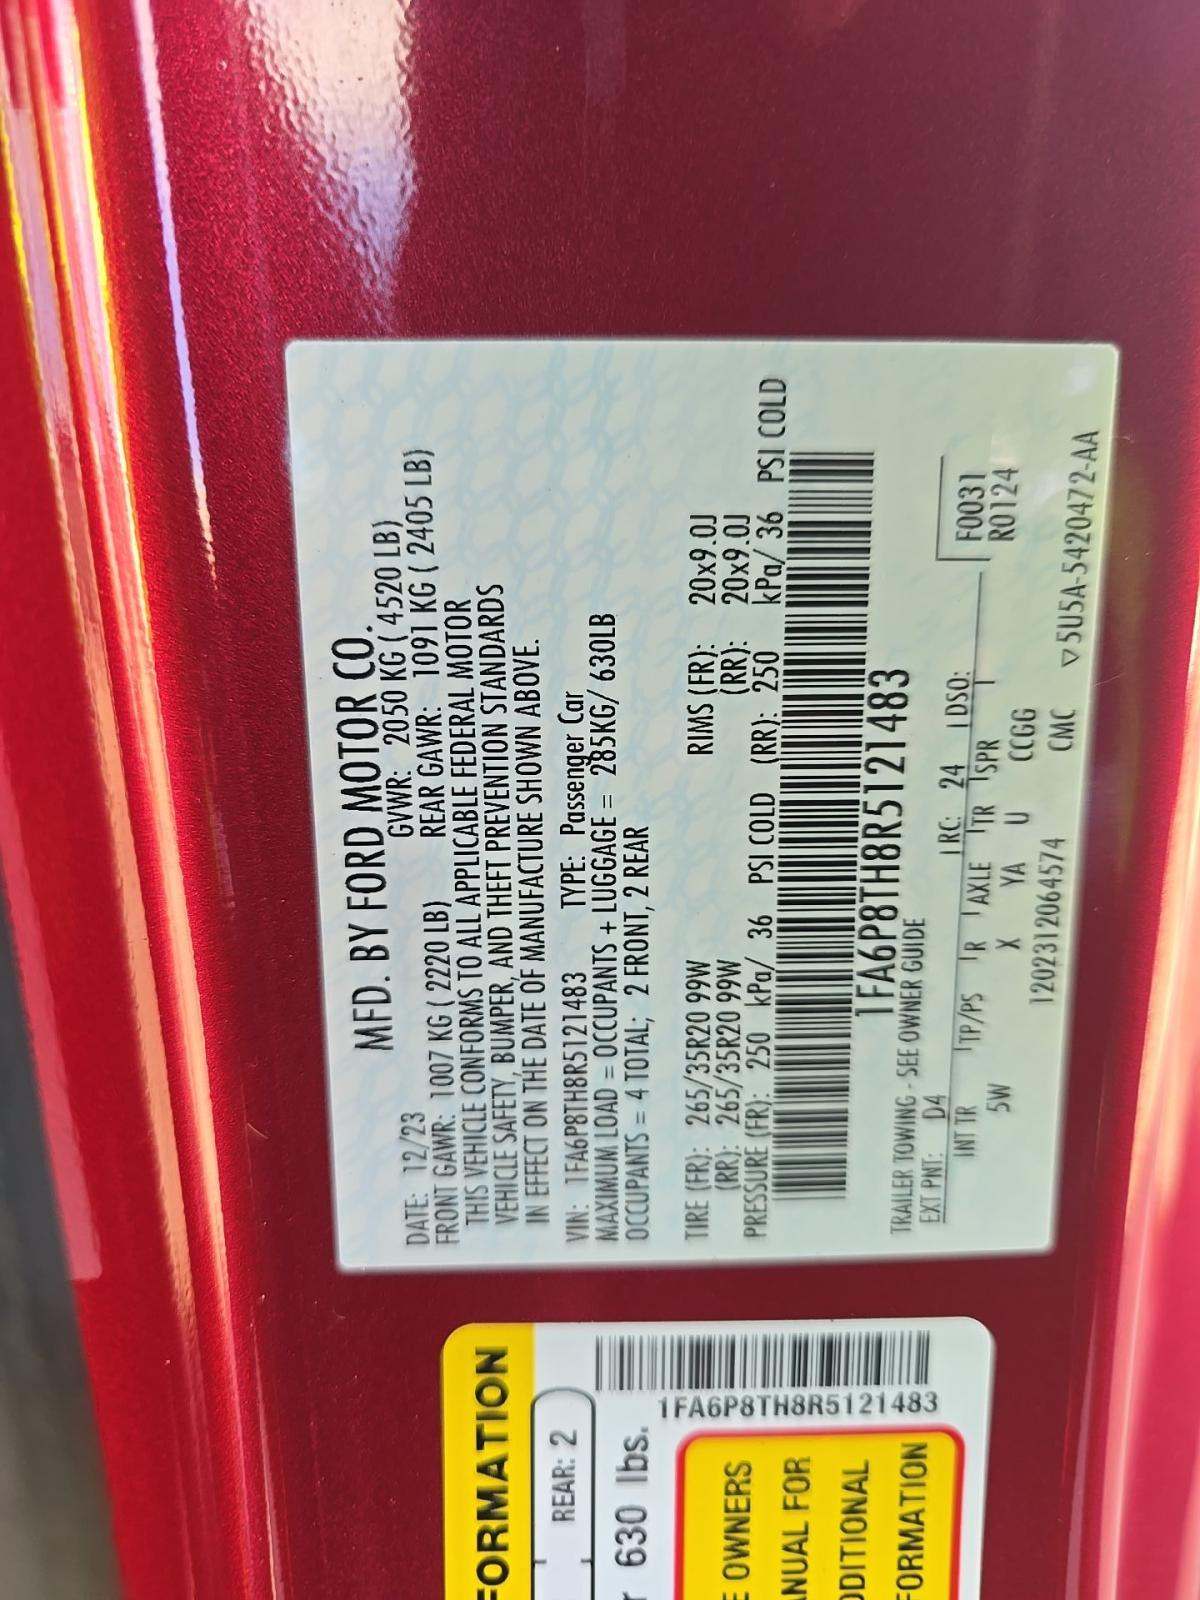 MFD. BY FORD MOTOR CO.
DATE: 12/23 GVWR: 2050 KG ( 4520 LB)
FRONT GAWR: 1007 KG ( 2220 LB) REAR GAWR: 1091 KG ( 2405 LB)
THIS VEHICLE CONFORMS TO ALL APPLICABLE FEDERAL MOTOR
VEHICLE SAFETY, BUMPER, AND THEFT PREVENTION STANDARDS
IN EFFECT ON THE DATE OF MANUFACTURE SHOWN ABOVE.
VIN: 1FA6P8TH8R5121483 TYPE: Passenger Car
MAXIMUM LOAD = OCCUPANTS + LUGGAGE = 285KG/ 630LB
OCCUPANTS = 4 TOTAL; 2 FRONT, 2 REAR
TIRE (FR): 265/35R20 99W RIMS (FR): 20x9.0J
(RR): 265/35R20 99W (RR): 20x9.0J
PRESSURE (FR): 250 kPa/ 36 PSI COLD (RR): 250 kPa/ 36 PSI COLD
1FA6P8TH8R5121483
TRAILER TOWING - SEE OWNER GUIDE
EXT PNT: D4 RC: 24 DSO: F0031
INT TR TP/PS R AXLE TR SPR R0124
5W X YA U CCGG
1202312064574 CMC ▽5U5A-5420472-AA
FORMATION
REAR: 2
630 lbs.
1FA6P8TH8R5121483
E OWNERS
ANUAL FOR
DDITIONAL
FORMATION